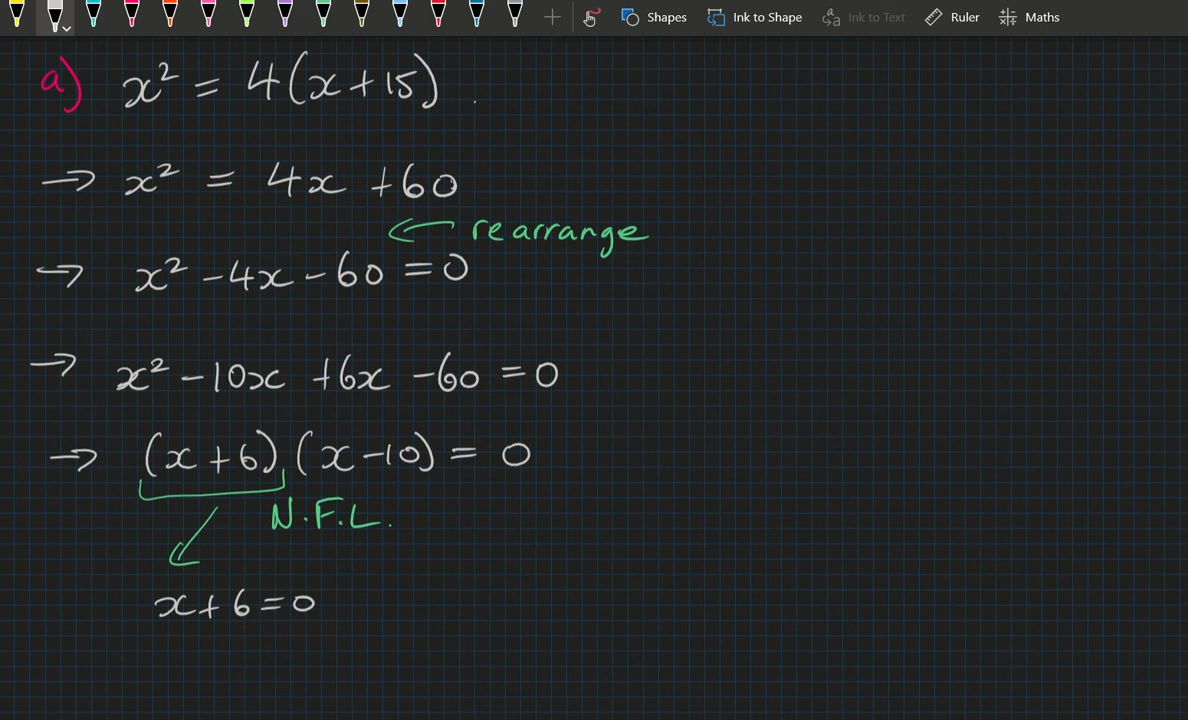 Shapes Ink to Shape Ink to Text Ruler Maths
a) x² = 4(x+15)
→ x² = 4x +60
← rearrange
→ x² -4x - 60 = 0
→ x² -10x +6x -60 = 0
→ (x+6)(x-10) = 0
N.F.L.
x+6=0